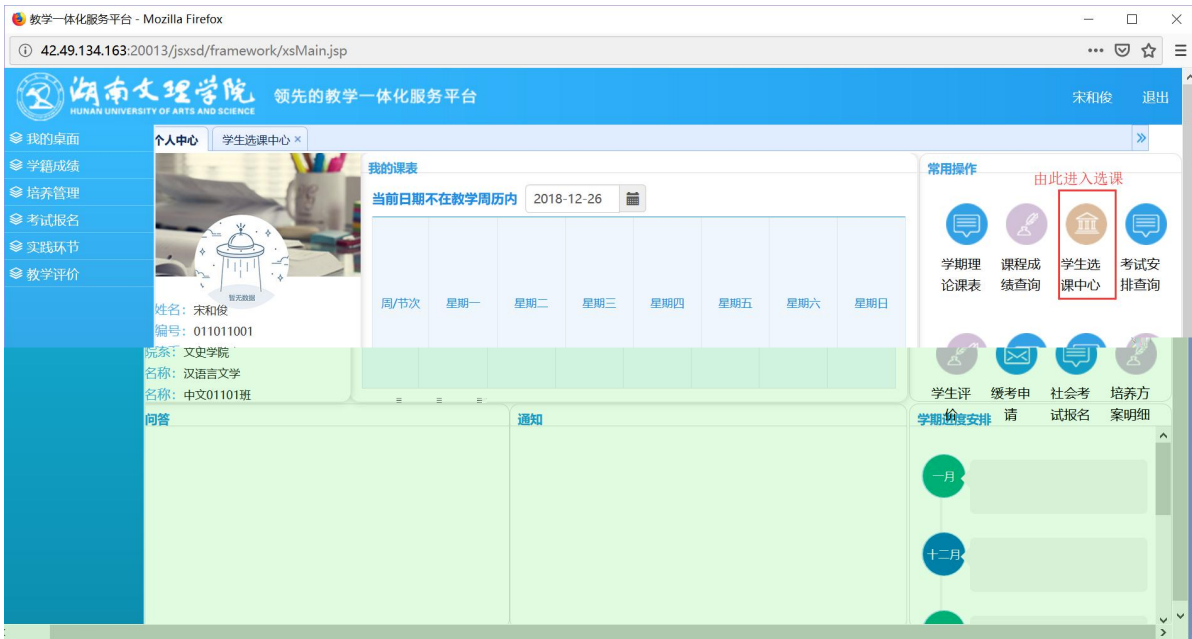 教学一体化服务平台 - Mozilla Firefox
42.49.134.163:20013/jsxsd/framework/xsMain.jsp
湖南文理学院
HUNAN UNIVERSITY OF ARTS AND SCIENCE
领先的教学一体化服务平台
宋和俊 退出
我的桌面
学籍成绩
培养管理
考试报名
实践环节
教学评价
个人中心 学生选课中心 ×
暂无数据
姓名：宋和俊
编号：011011001
院系：文史学院
名称：汉语言文学
名称：中文01101班
我的课表
当前日期不在教学周历内 2018-12-26
周/节次 星期一 星期二 星期三 星期四 星期五 星期六 星期日
常用操作
由此进入选课
学期理论课表
课程成绩查询
学生选课中心
考试安排查询
学生评价
缓考申请
社会考试报名
培养方案明细
问答
通知
学期进度安排
一月
十二月